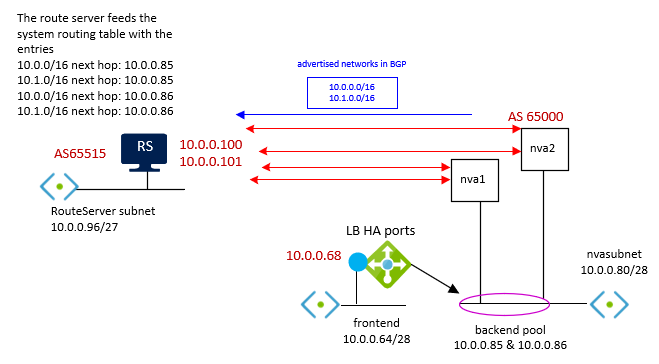 The route server feeds the
system routing table with the
entries
10.0.0/16 next hop: 10.0.0.85
10.1.0/16 next hop: 10.0.0.85
10.0.0/16 next hop: 10.0.0.86
10.1.0/16 next hop: 10.0.0.86
advertised networks in BGP
10.0.0.0/16
10.1.0.0/16
AS 65000
AS65515
RS
10.0.0.100
10.0.0.101
nva2
nva1
RouteServer subnet
10.0.0.96/27
LB HA ports
10.0.0.68
nvasubnet
10.0.0.80/28
frontend
10.0.0.64/28
backend pool
10.0.0.85 & 10.0.0.86